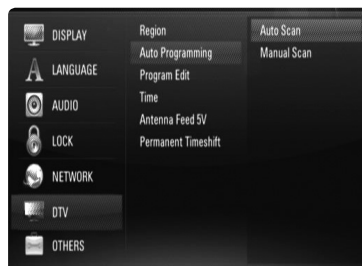 DISPLAY
LANGUAGE
AUDIO
LOCK
NETWORK
DTV
OTHERS
Region
Auto Programming
Program Edit
Time
Antenna Feed 5V
Permanent Timeshift
Auto Scan
Manual Scan